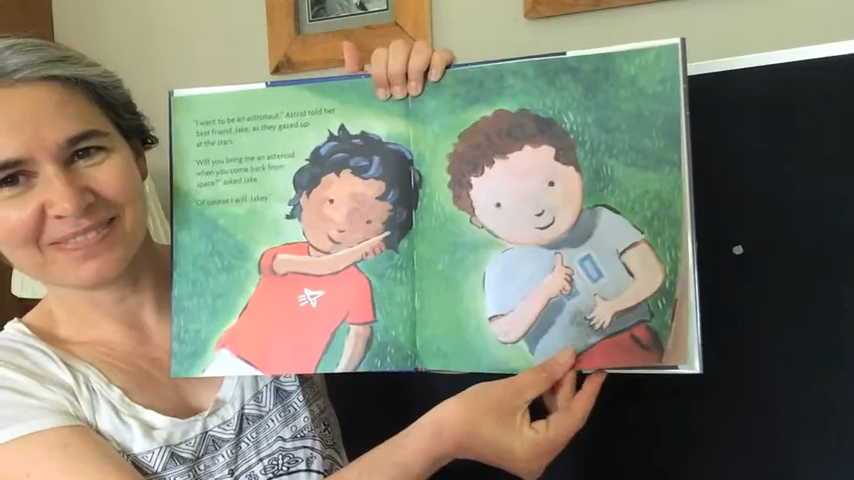 "I want to be an astronaut," Astrid told her
best friend, Jake, as they gazed up
at the stars.
"Will you bring me an asteroid
when you come back from
space?" asked Jake.
"Of course I will, Jakey."